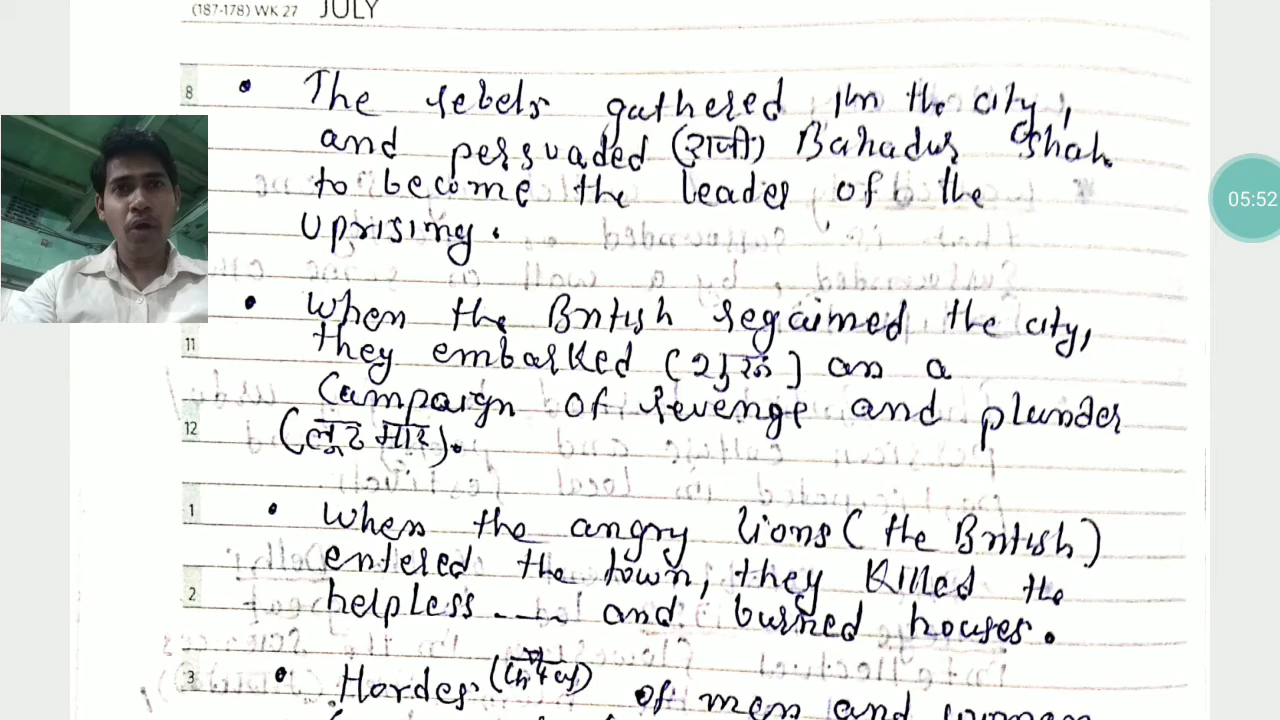 (187-178) WK 27 JULY
8 • The rebels gathered in the city,
and persuaded (राजी) Bahadur Shah
to become the leader of the
uprising.
• When the British regained the city,
11 they embarked (शुरू) on a
campaign of revenge and plunder
12 (लूटमार).
1 • When the angry lions (the British)
entered the town, they killed the
2 helpless ---- and burned houses.
3 • Hordes of men and women
05:52